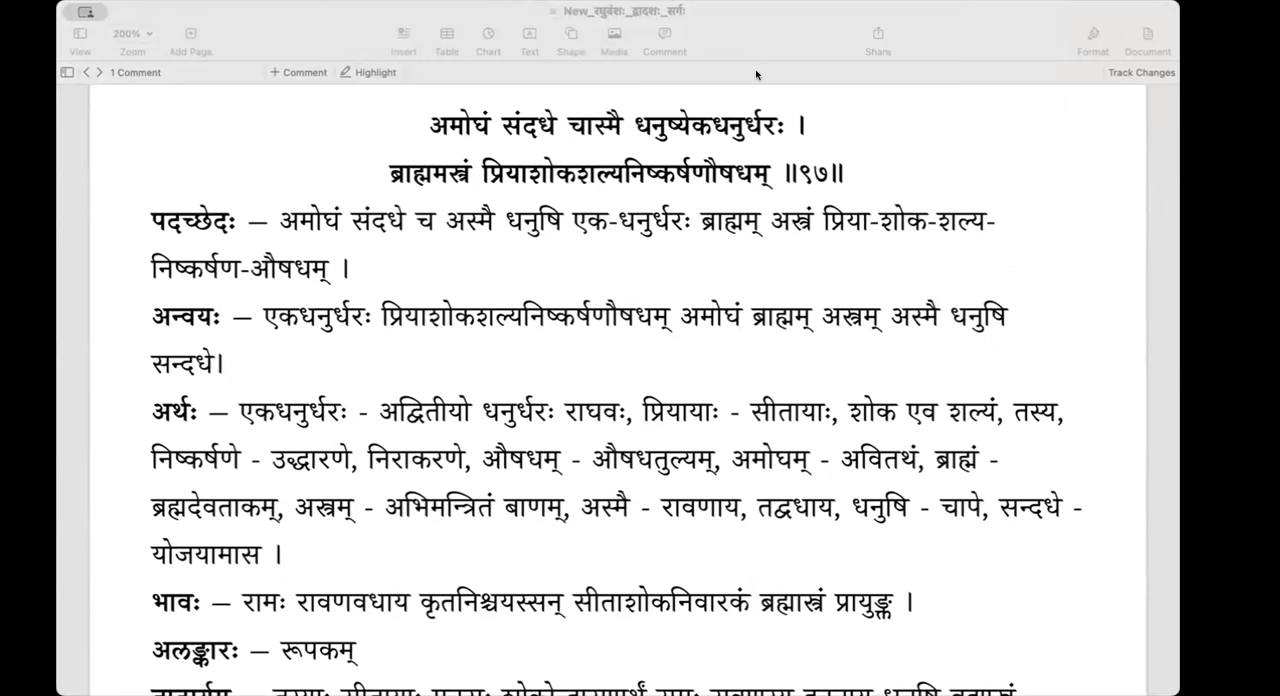 New_रघुवंशः_द्वादशः_सर्गः
200%
View Zoom Add Page Insert Table Chart Text Shape Media Comment Share Format Document
1 Comment + Comment Highlight Track Changes
अमोघं संदधे चास्मै धनुष्येकधनुर्धरः ।
ब्राह्ममस्त्रं प्रियाशोकशल्यनिष्कर्षणौषधम् ॥९७॥
पदच्छेदः – अमोघं संदधे च अस्मै धनुषि एक-धनुर्धरः ब्राह्मम् अस्त्रं प्रिया-शोक-शल्य-
निष्कर्षण-औषधम् ।
अन्वयः – एकधनुर्धरः प्रियाशोकशल्यनिष्कर्षणौषधम् अमोघं ब्राह्मम् अस्त्रम् अस्मै धनुषि
सन्दधे।
अर्थः – एकधनुर्धरः - अद्वितीयो धनुर्धरः राघवः, प्रियायाः - सीतायाः, शोक एव शल्यं, तस्य,
निष्कर्षणे - उद्धारणे, निराकरणे, औषधम् - औषधतुल्यम्, अमोघम् - अवितथं, ब्राह्मं -
ब्रह्मदेवताकम्, अस्त्रम् - अभिमन्त्रितं बाणम्, अस्मै - रावणाय, तद्वधाय, धनुषि - चापे, सन्दधे -
योजयामास ।
भावः – रामः रावणवधाय कृतनिश्चयस्सन् सीताशोकनिवारकं ब्रह्मास्त्रं प्रायुङ्क्त ।
अलङ्कारः – रूपकम्